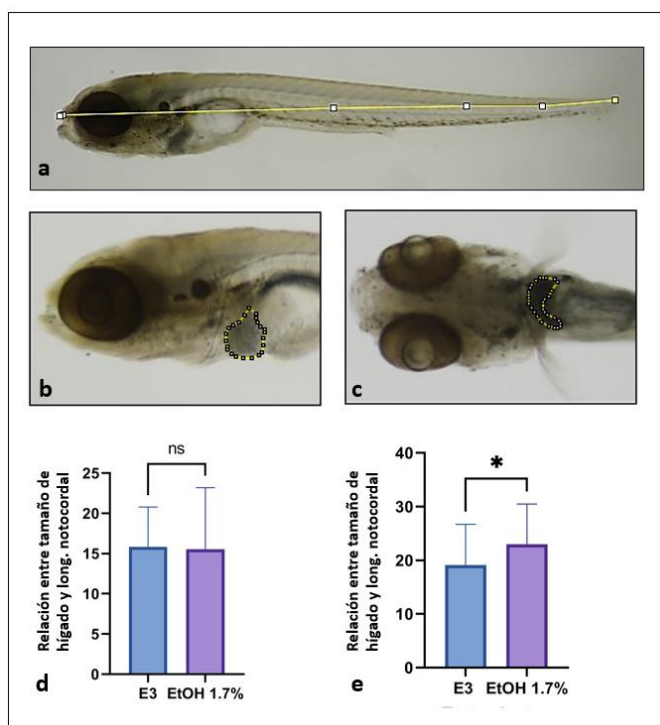 a
b
c
ns
25
20
15
10
5
0
Relación entre tamaño de
hígado y long. notocordal
E3 EtOH 1.7%
d
*
40
30
20
10
0
Relación entre tamaño de
hígado y long. notocordal
E3 EtOH 1.7%
e